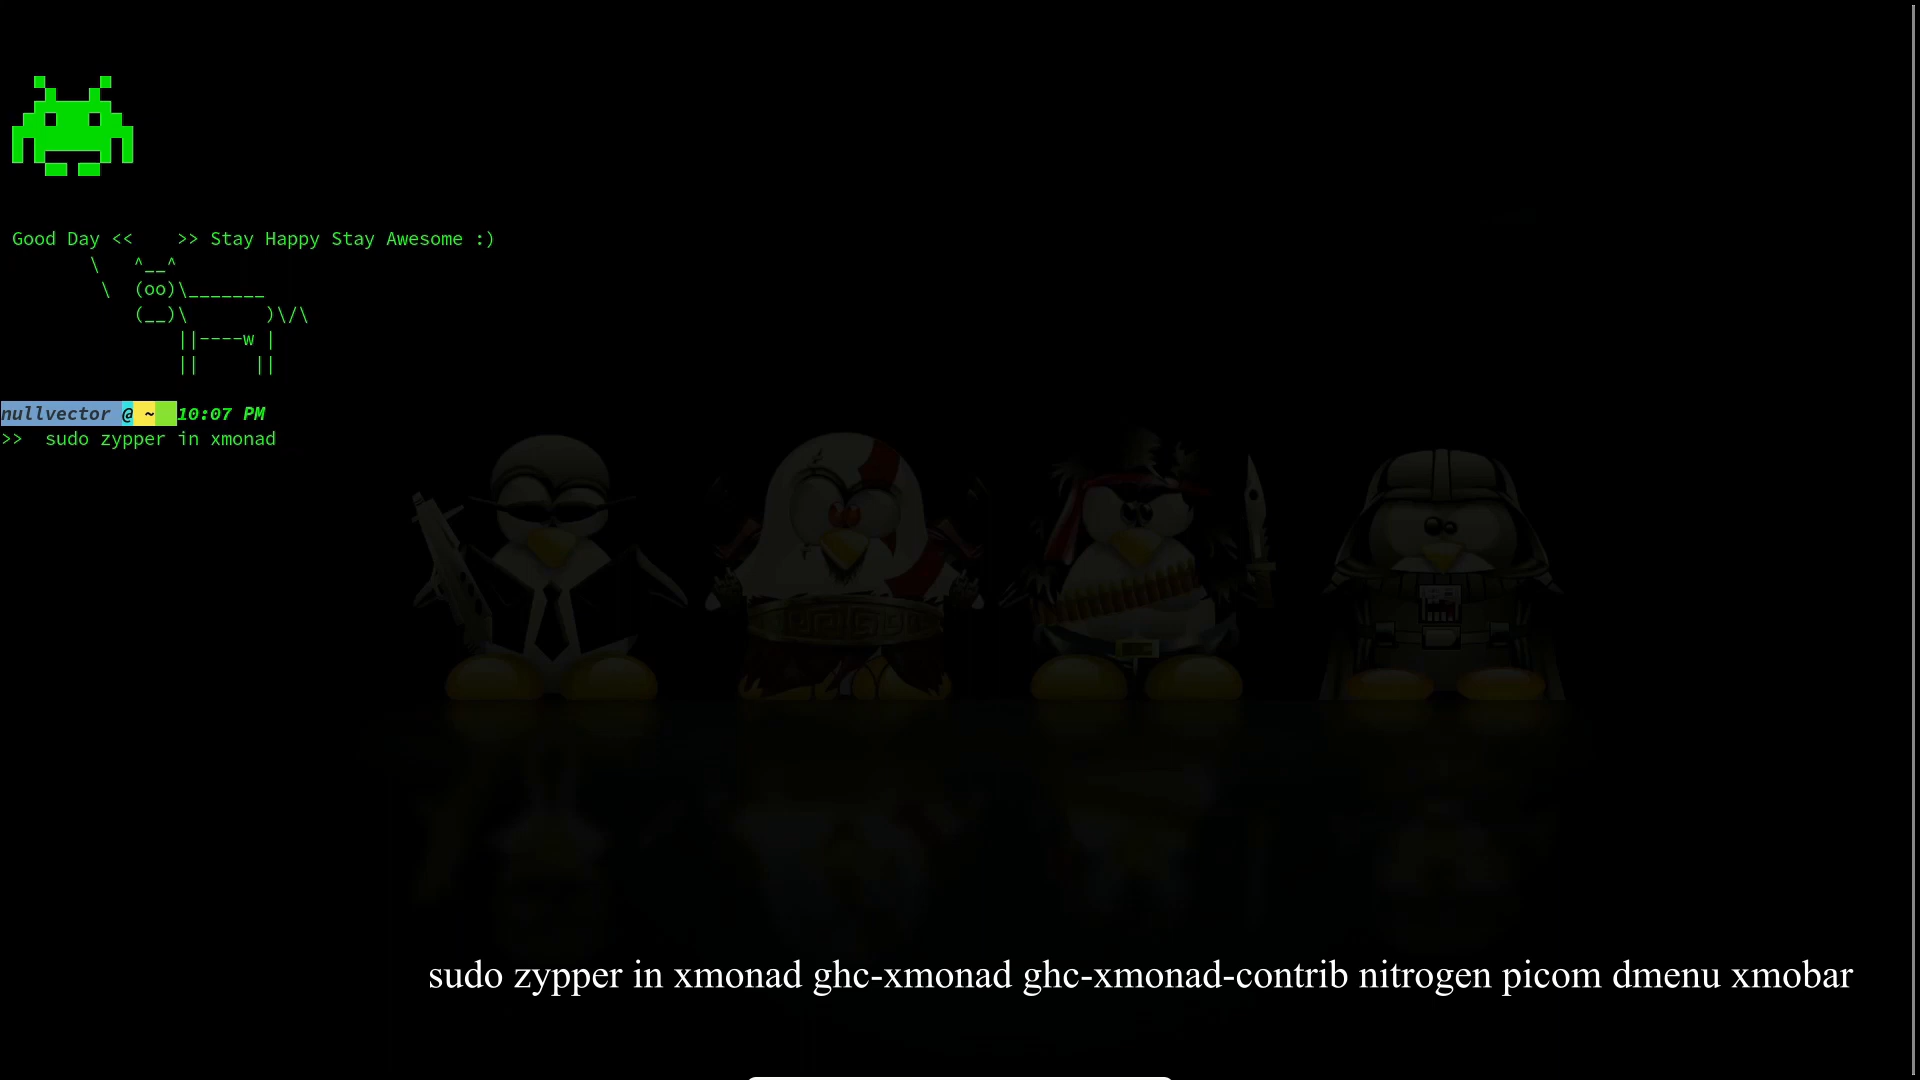 Good Day <<    >> Stay Happy Stay Awesome :)
        \   ^__^
         \  (oo)\_______
            (__)\       )\/\
                ||----w |
                ||     ||
nullvector @ ~ 10:07 PM
>>  sudo zypper in xmonad
sudo zypper in xmonad ghc-xmonad ghc-xmonad-contrib nitrogen picom dmenu xmobar